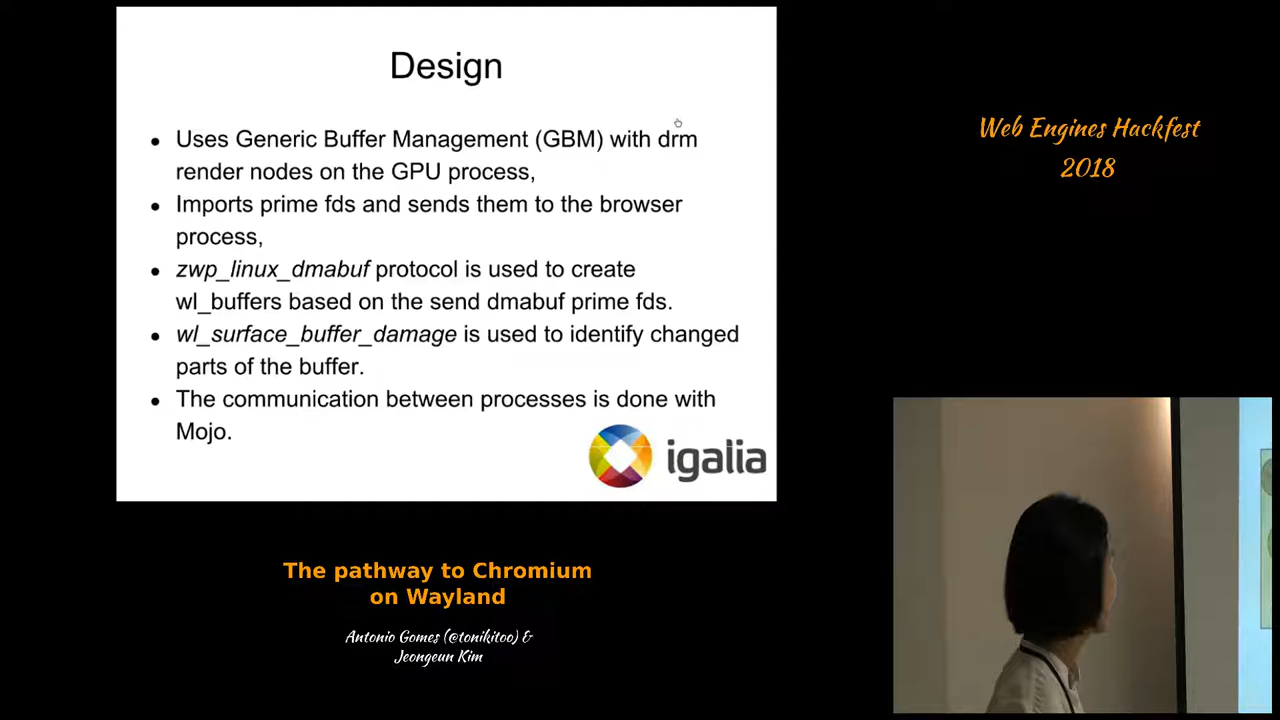 Design
Uses Generic Buffer Management (GBM) with drm
render nodes on the GPU process,
Imports prime fds and sends them to the browser
process,
zwp_linux_dmabuf protocol is used to create
wl_buffers based on the send dmabuf prime fds.
wl_surface_buffer_damage is used to identify changed
parts of the buffer.
The communication between processes is done with
Mojo.
igalia
Web Engines Hackfest
2018
The pathway to Chromium
on Wayland
Antonio Gomes (@tonikitoo) &
Jeongeun Kim